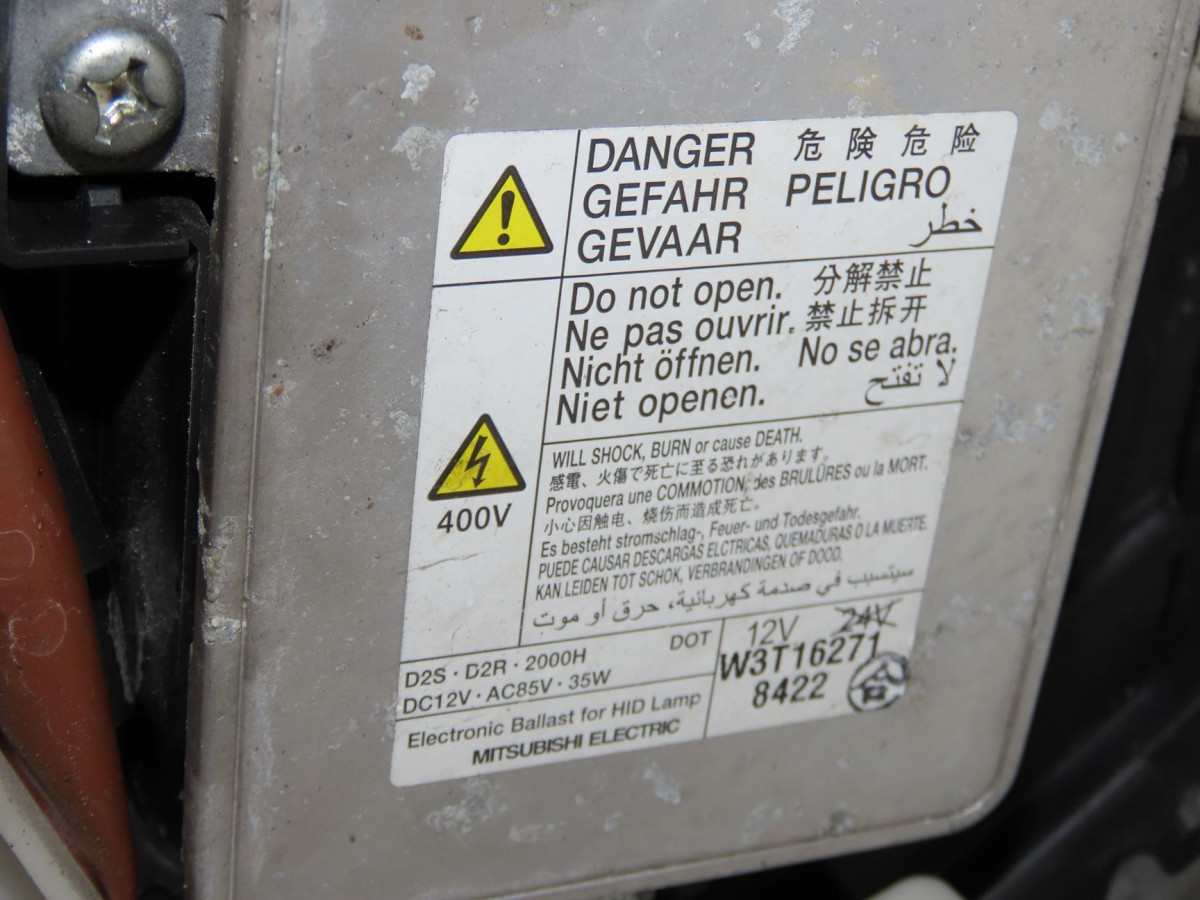 DANGER 危険 危险
GEFAHR PELIGRO
GEVAAR خطر
Do not open. 分解禁止
Ne pas ouvrir. 禁止拆开
Nicht öffnen. No se abra.
Niet openen. لا تفتح
400V
WILL SHOCK, BURN or cause DEATH.
感電、火傷で死亡に至る恐れがあります。
Provoquera une COMMOTION, des BRULÛRES ou la MORT.
小心因触电、烧伤而造成死亡。
Es besteht stromschlag-, Feuer- und Todesgefahr.
PUEDE CAUSAR DESCARGAS ELCTRICAS, QUEMADURAS O LA MUERTE.
KAN LEIDEN TOT SCHOK, VERBRANDINGEN OF DOOD.
سيتسبب في صدمة كهربائية، حرق أو موت
D2S・D2R・2000H DOT
DC12V・AC85V・35W
Electronic Ballast for HID Lamp
MITSUBISHI ELECTRIC
12V 24V
W3T16271
8422 合